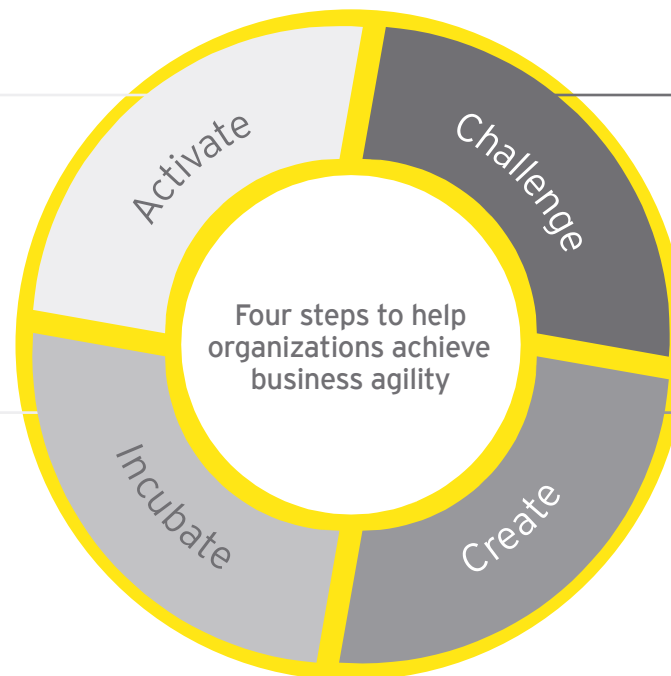 Activate
Challenge
Four steps to help
organizations achieve
business agility
Incubate
Create